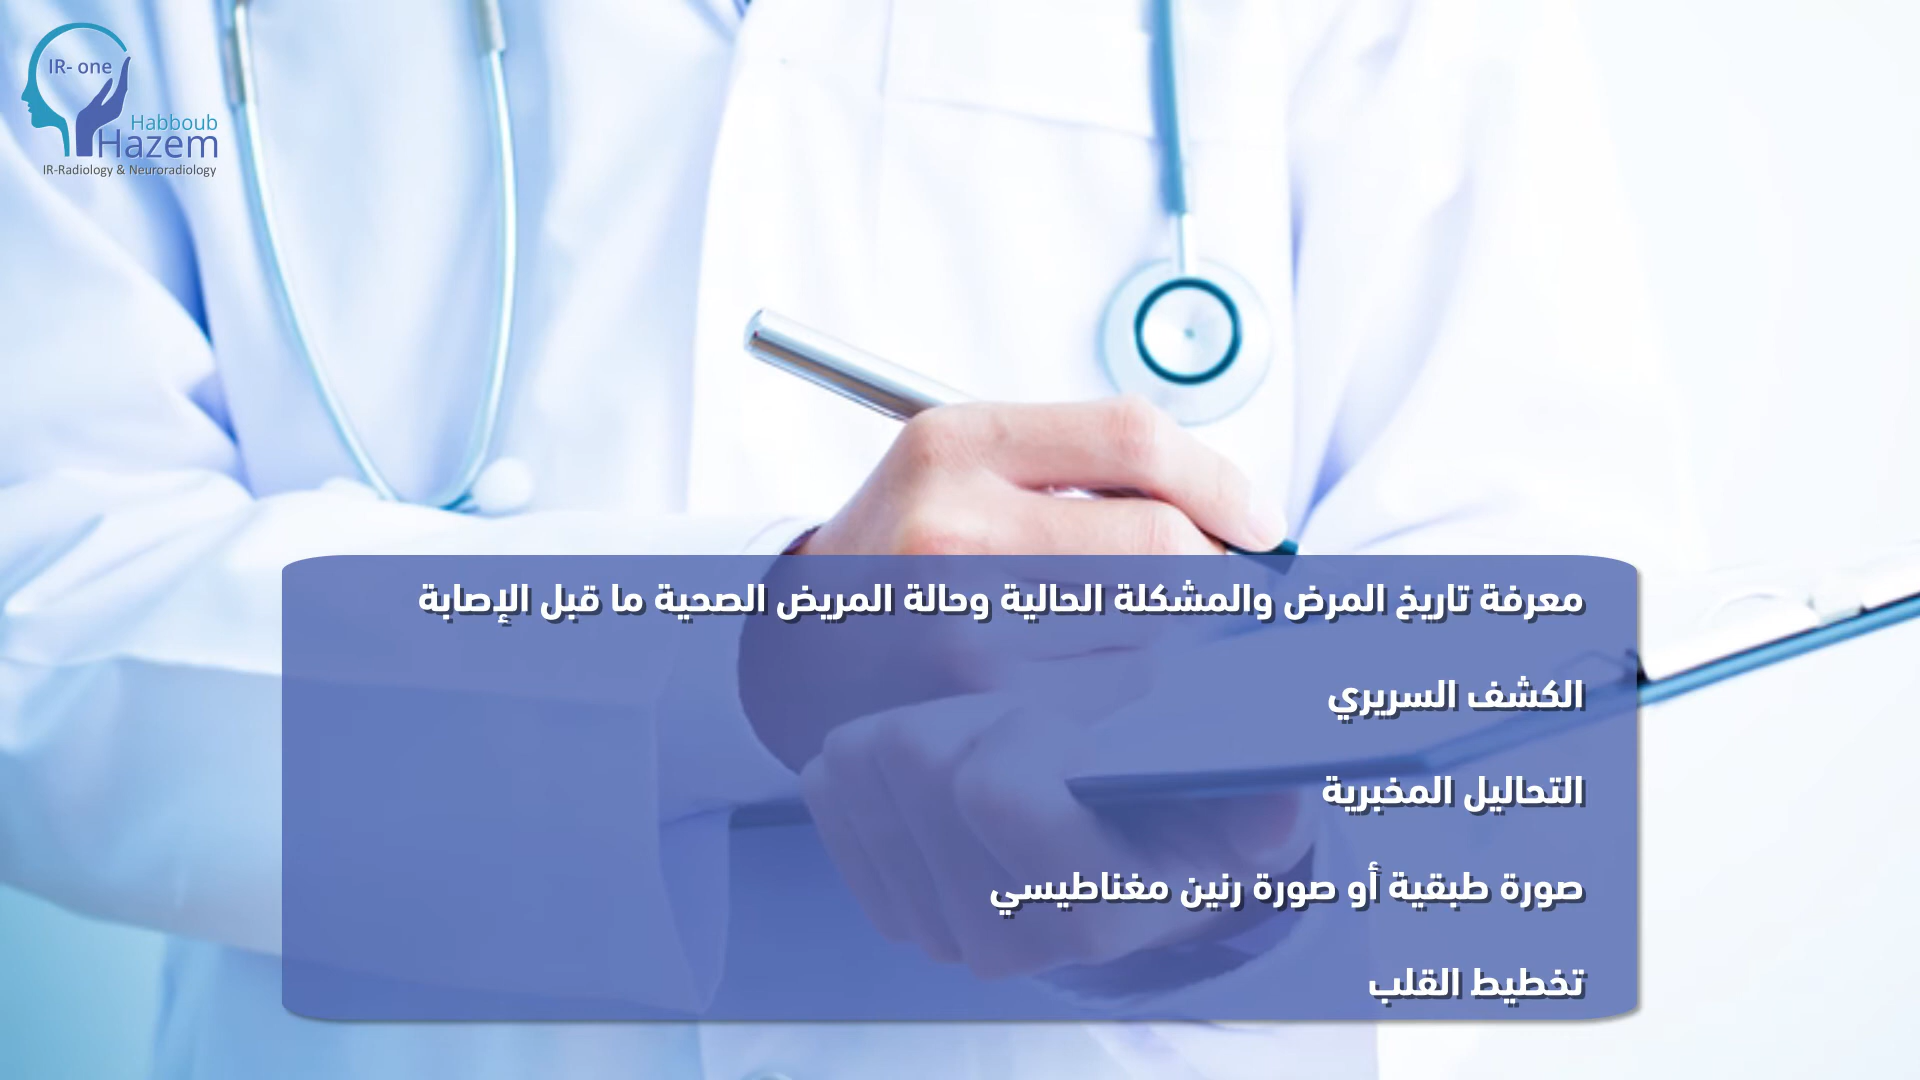 IR- one
Habboub
Hazem
IR-Radiology & Neuroradiology
معرفة تاريخ المرض والمشكلة الحالية وحالة المريض الصحية ما قبل الإصابة
الكشف السريري
التحاليل المخبرية
صورة طبقية أو صورة رنين مغناطيسي
تخطيط القلب